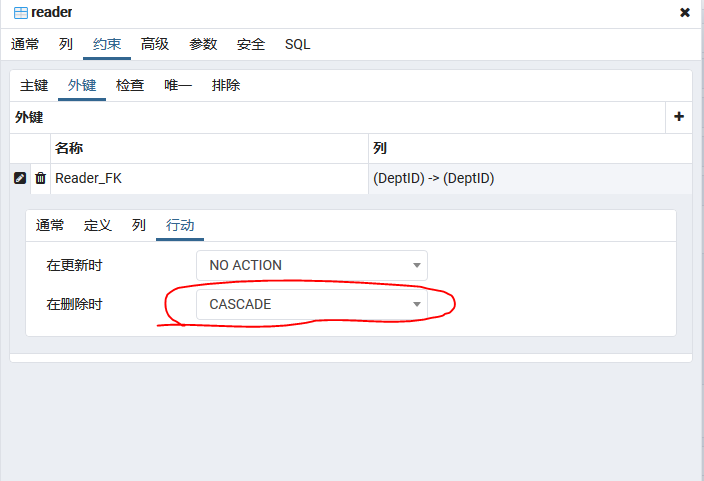 reader
通常 列 约束 高级 参数 安全 SQL
主键 外键 检查 唯一 排除
外键
名称 列
Reader_FK (DeptID) -> (DeptID)
通常 定义 列 行动
在更新时 NO ACTION
在删除时 CASCADE